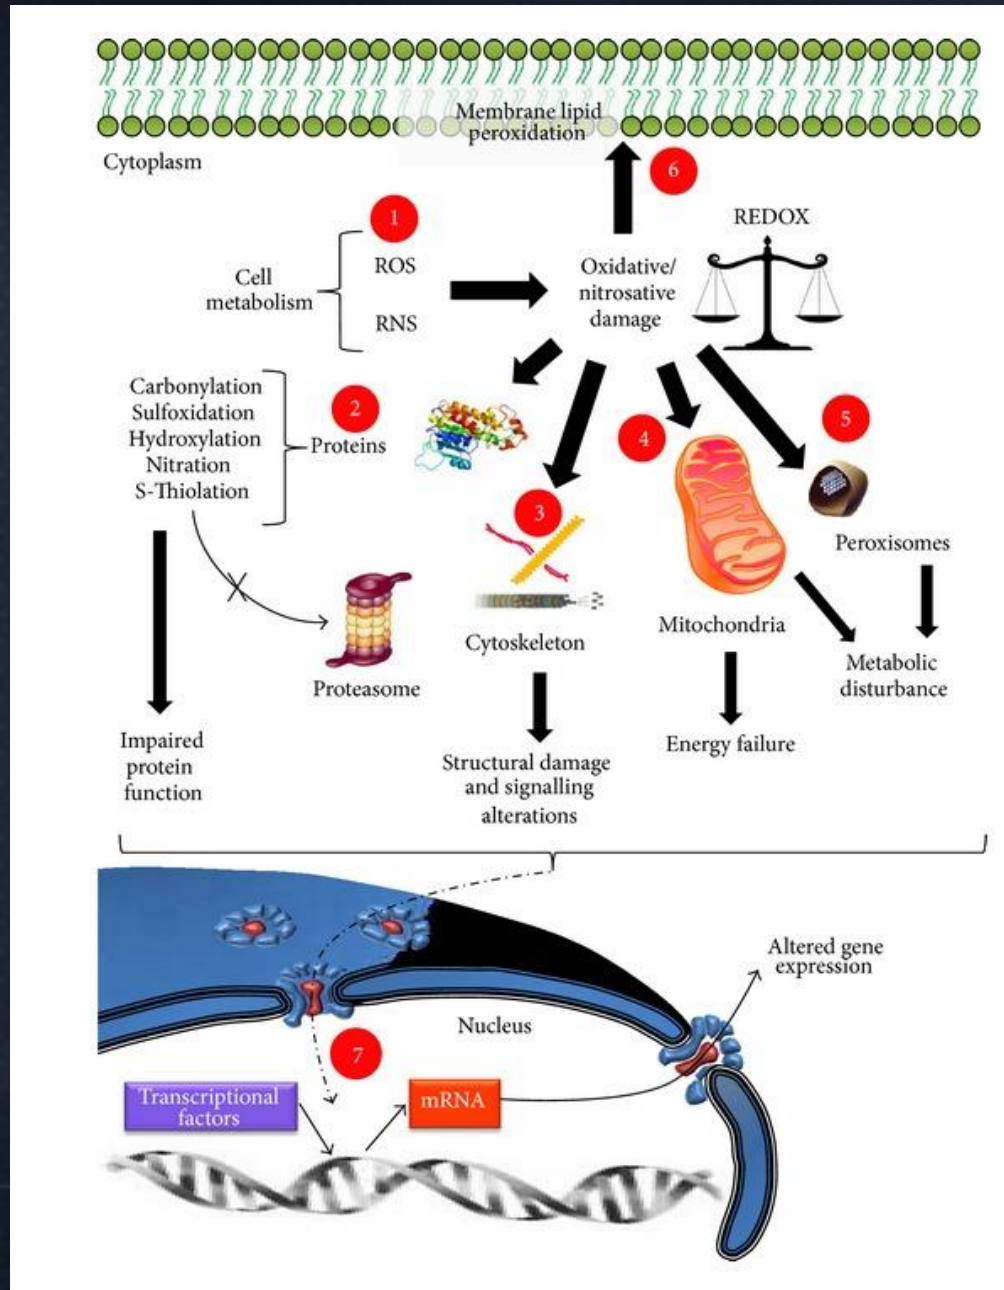 Membrane lipid
peroxidation
Cytoplasm
6
1
REDOX
ROS
Cell
metabolism
RNS
Oxidative/
nitrosative
damage
Carbonylation
Sulfoxidation
Hydroxylation
Nitration
S-Thiolation
2
Proteins
4
5
3
Peroxisomes
Cytoskeleton
Mitochondria
Proteasome
Metabolic
disturbance
Impaired
protein
function
Structural damage
and signalling
alterations
Energy failure
Altered gene
expression
Nucleus
7
Transcriptional
factors
mRNA